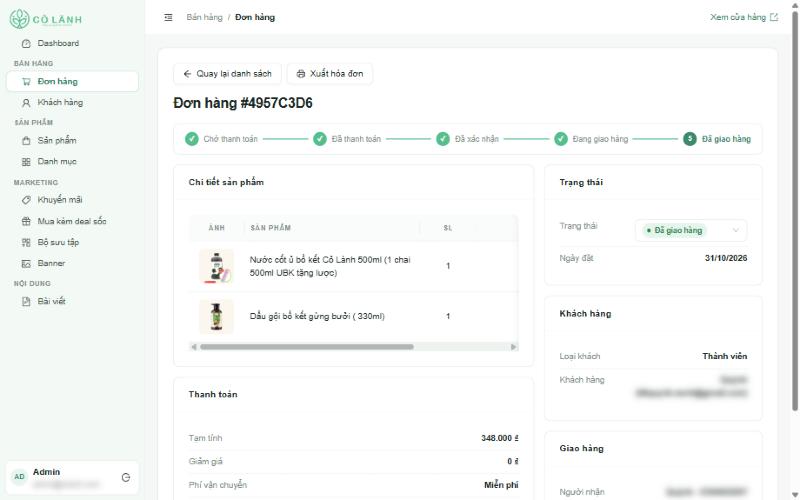 CỎ LÀNH
Dashboard
BÁN HÀNG
Đơn hàng
Khách hàng
SẢN PHẨM
Sản phẩm
Danh mục
MARKETING
Khuyến mãi
Mua kèm deal sốc
Bộ sưu tập
Banner
NỘI DUNG
Bài viết
AD
Admin
Bán hàng / Đơn hàng
Xem cửa hàng
Quay lại danh sách
Xuất hóa đơn
Đơn hàng #4957C3D6
Chờ thanh toán
Đã thanh toán
Đã xác nhận
Đang giao hàng
5 Đã giao hàng
Chi tiết sản phẩm
ẢNH SẢN PHẨM SL
Nước cốt ủ bồ kết Cỏ Lành 500ml (1 chai
500ml UBK tặng lược) 1
Dầu gội bồ kết gừng bưởi ( 330ml) 1
Thanh toán
Tạm tính 348.000 ₫
Giảm giá 0 ₫
Phí vận chuyển Miễn phí
Trạng thái
Trạng thái Đã giao hàng
Ngày đặt 31/10/2026
Khách hàng
Loại khách Thành viên
Khách hàng
Giao hàng
Người nhận